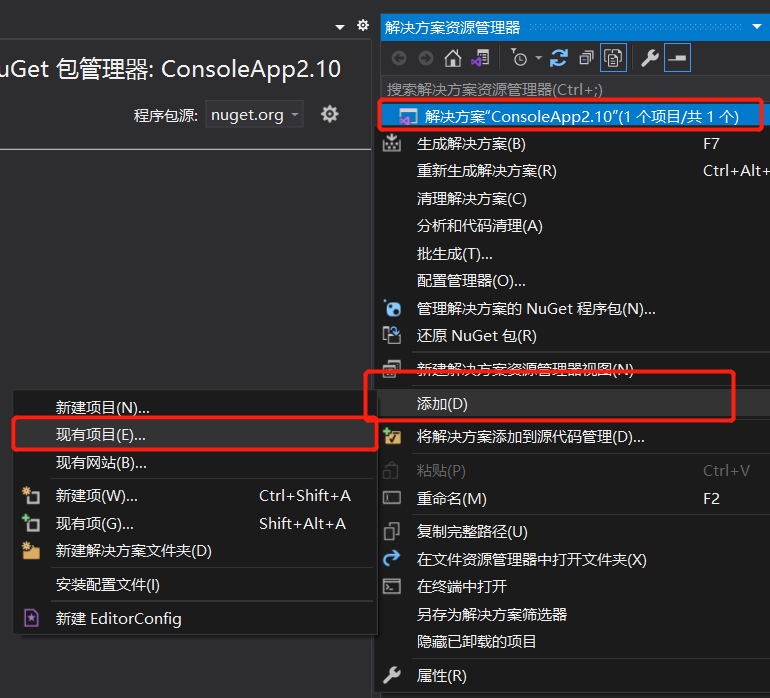 uGet 包管理器: ConsoleApp2.10
程序包源: nuget.org
解决方案资源管理器
搜索解决方案资源管理器(Ctrl+;)
解决方案"ConsoleApp2.10"(1 个项目/共 1 个)
生成解决方案(B) F7
重新生成解决方案(R) Ctrl+Alt+
清理解决方案(C)
分析和代码清理(A)
批生成(T)...
配置管理器(O)...
管理解决方案的 NuGet 程序包(N)...
还原 NuGet 包(R)
新建解决方案资源管理器视图(N)
添加(D)
将解决方案添加到源代码管理(D)...
粘贴(P) Ctrl+V
重命名(M) F2
复制完整路径(U)
在文件资源管理器中打开文件夹(X)
在终端中打开
另存为解决方案筛选器
隐藏已卸载的项目
属性(R)
新建项目(N)...
现有项目(E)...
现有网站(B)...
新建项(W)... Ctrl+Shift+A
现有项(G)... Shift+Alt+A
新建解决方案文件夹(D)
安装配置文件(I)
新建 EditorConfig